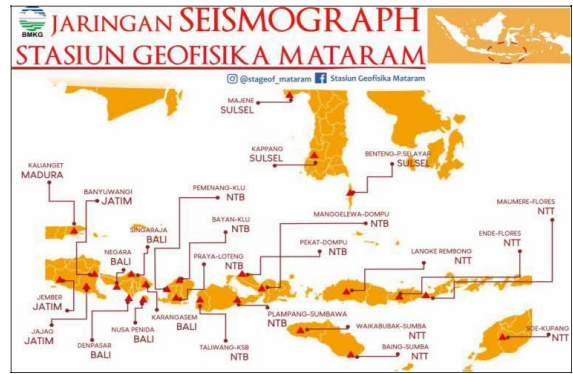 BMKG
JARINGAN SEISMOGRAPH
STASIUN GEOFISIKA MATARAM
@stageof_mataram Stasiun Geofisika Mataram
MAJENE
SULSEL
KAPPANG
SULSEL
BENTENG-P.SELAYAR
SULSEL
KALIANGET
MADURA
BANYUWANGI
JATIM
PEMENANG-KLU
NTB
MAUMERE-FLORES
NTT
SINGARAJA
BALI
BAYAN-KLU
NTB
MANGGELEWA-DOMPU
NTB
ENDE-FLORES
NTT
NEGARA
BALI
PRAYA-LOTENG
NTB
PEKAT-DOMPU
NTB
LANGKE REMBONG
NTT
JEMBER
JATIM
JAJAG
JATIM
DENPASAR
BALI
NUSA PENIDA
BALI
KARANGASEM
BALI
TALIWANG-KSB
NTB
PLAMPANG-SUMBAWA
NTB
WAIKABUBAK-SUMBA
NTT
BAING-SUMBA
NTT
SOE-KUPANG
NTT